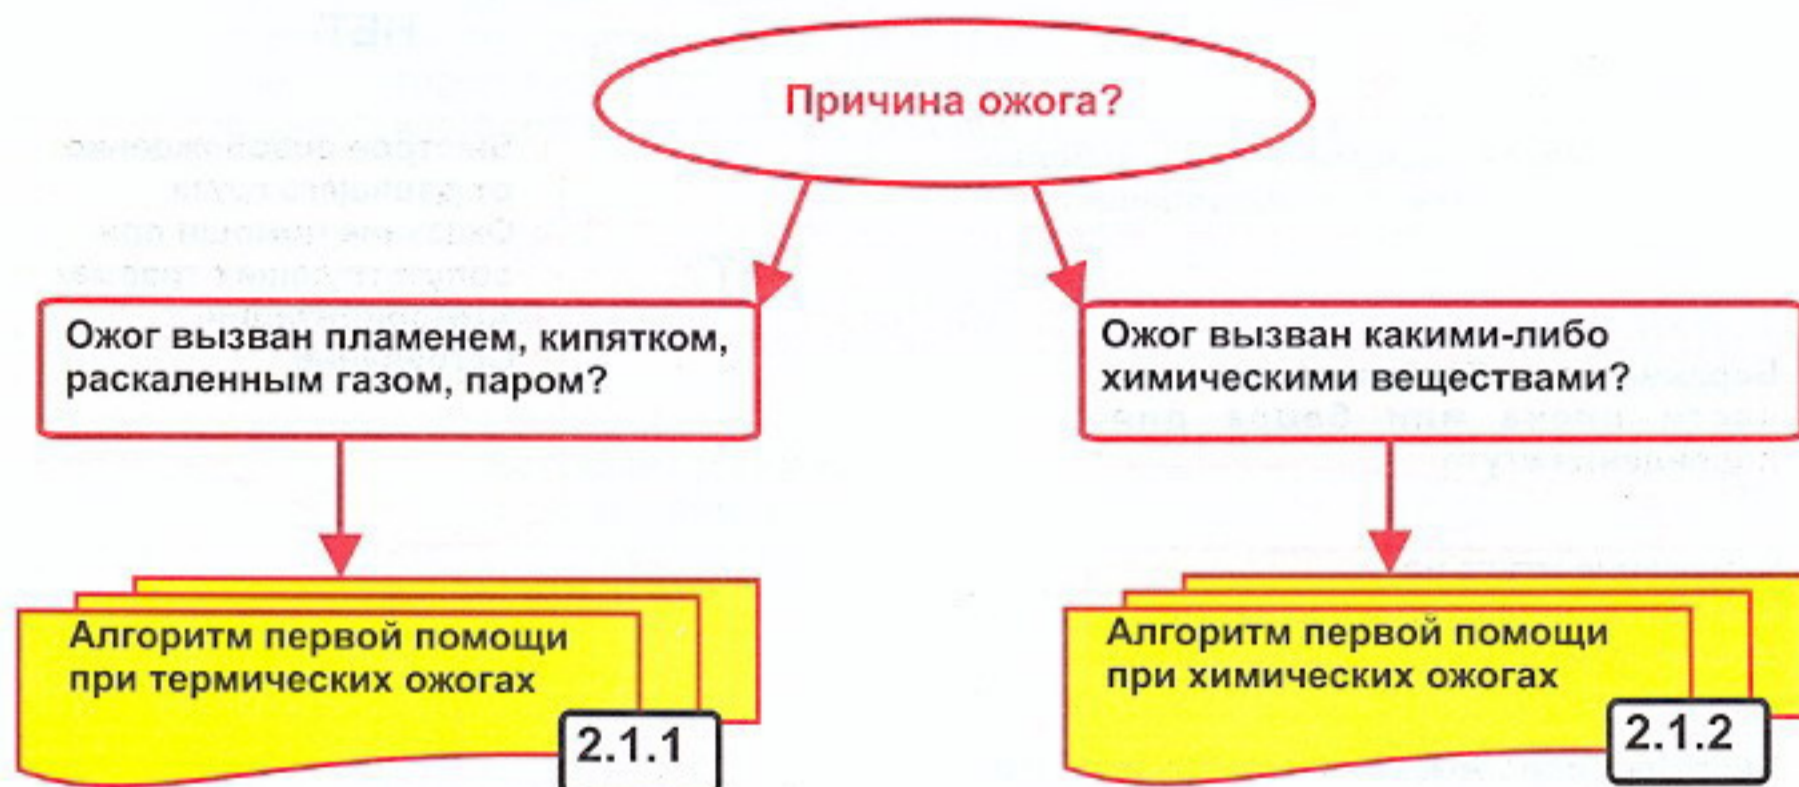 Причина ожога?
Ожог вызван пламенем, кипятком,
раскаленным газом, паром?
Ожог вызван какими-либо
химическими веществами?
Алгоритм первой помощи
при термических ожогах
2.1.1
Алгоритм первой помощи
при химических ожогах
2.1.2